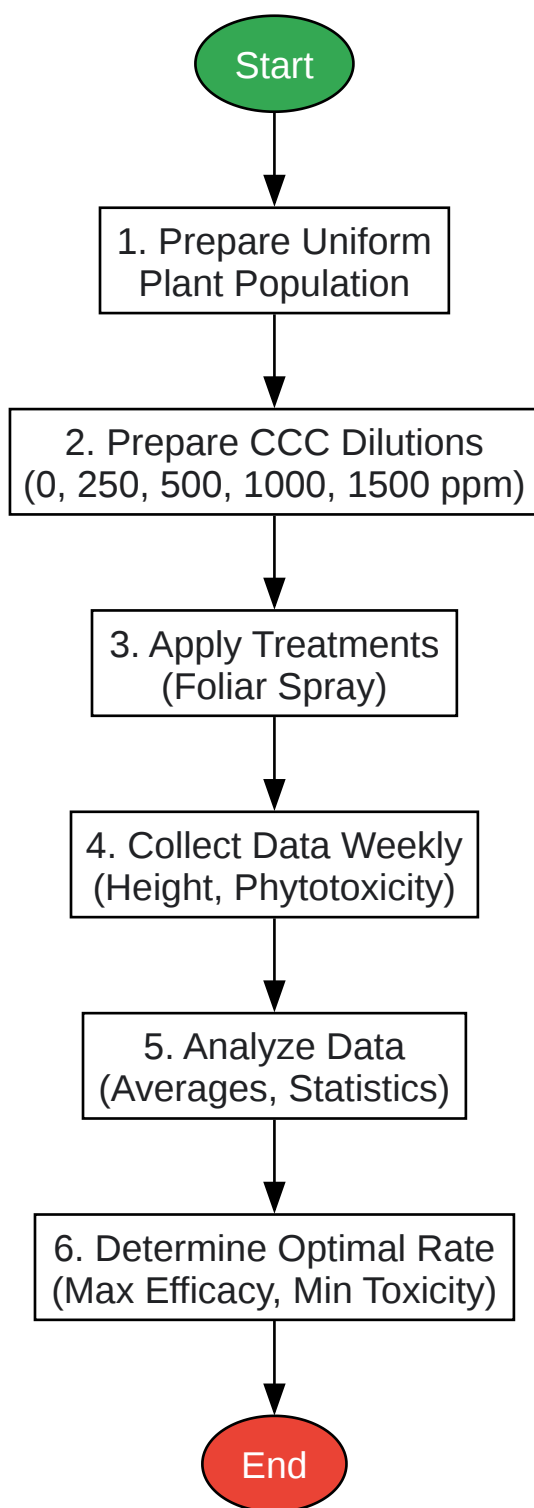 Start
1. Prepare Uniform
Plant Population
2. Prepare CCC Dilutions
(0, 250, 500, 1000, 1500 ppm)
3. Apply Treatments
(Foliar Spray)
4. Collect Data Weekly
(Height, Phytotoxicity)
5. Analyze Data
(Averages, Statistics)
6. Determine Optimal Rate
(Max Efficacy, Min Toxicity)
End